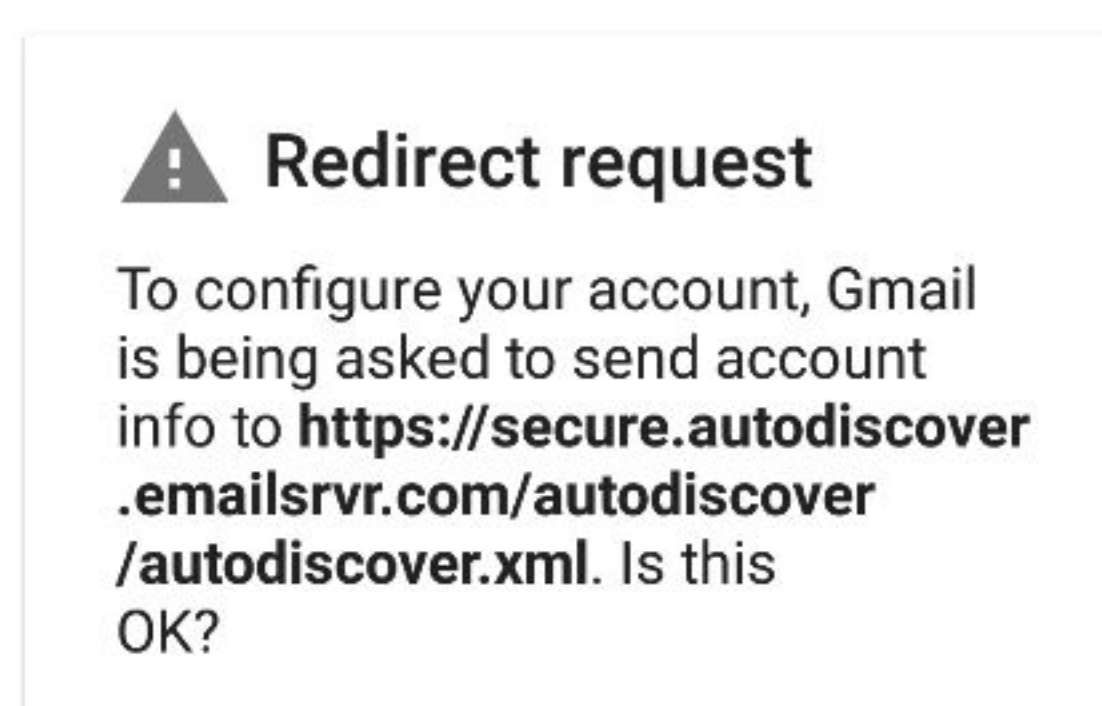 Redirect request
To configure your account, Gmail
is being asked to send account
info to https://secure.autodiscover
.emailsrvr.com/autodiscover
/autodiscover.xml. Is this
OK?